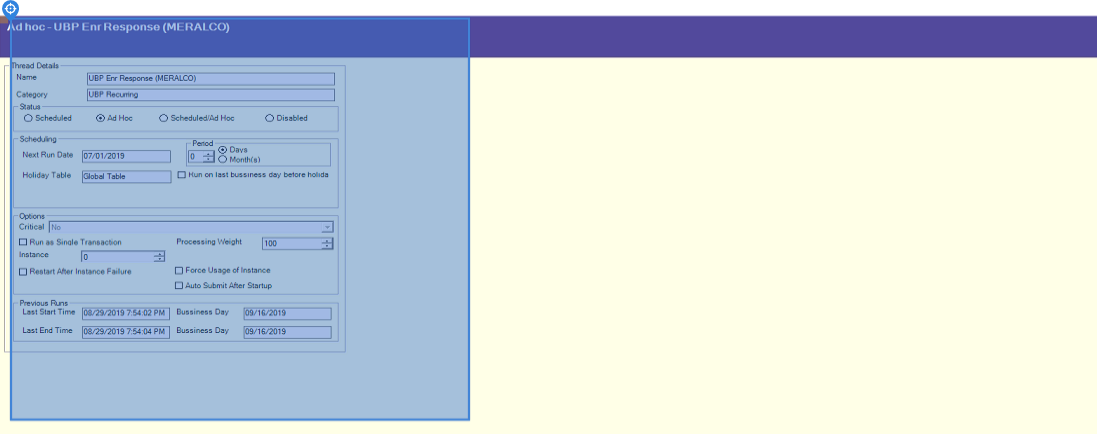 Ad hoc - UBP Enr Response (MERALCO)
Thread Details
Name UBP Enr Response (MERALCO)
Category UBP Recurring
Status
Scheduled Ad Hoc Scheduled/Ad Hoc Disabled
Scheduling
Period
Next Run Date 07/01/2019 0 Days
Month(s)
Holiday Table Global Table Run on last bussiness day before holida
Options
Critical No
Run as Single Transaction Processing Weight 100
Instance 0
Restart After Instance Failure Force Usage of Instance
Auto Submit After Startup
Previous Runs
Last Start Time 08/29/2019 7:54:02 PM Bussiness Day 09/16/2019
Last End Time 08/29/2019 7:54:04 PM Bussiness Day 09/16/2019